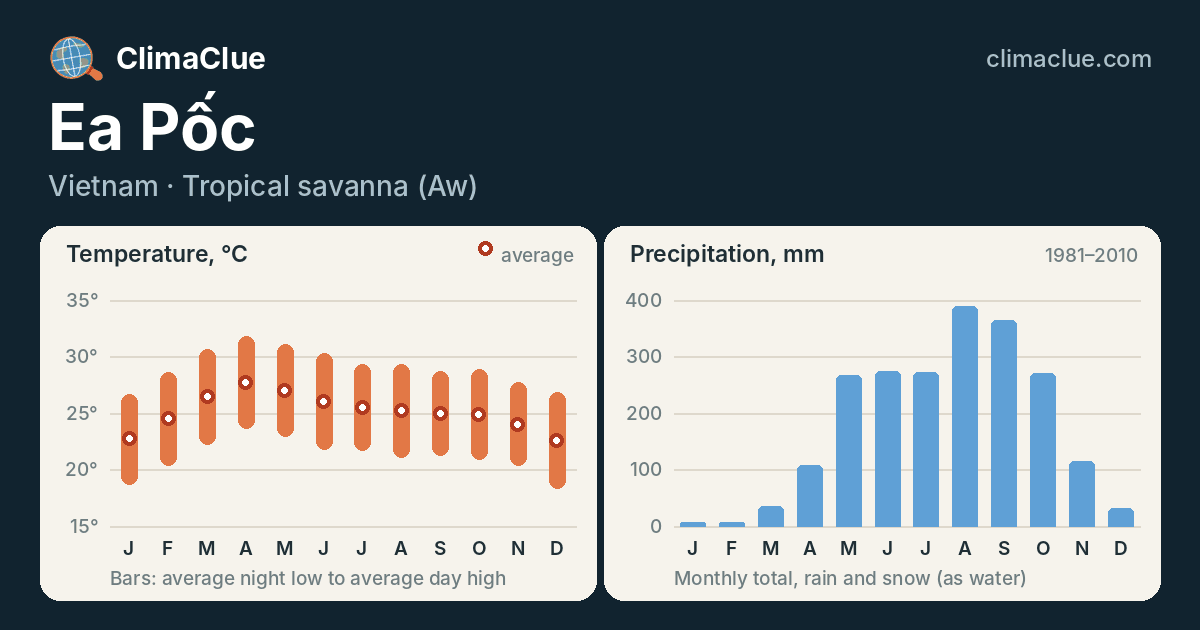 ClimaClue
climaclue.com
Ea Pốc
Vietnam · Tropical savanna (Aw)
Temperature, °C
average
35°
30°
25°
20°
15°
J F M A M J J A S O N D
Bars: average night low to average day high
Precipitation, mm
1981–2010
400
300
200
100
0
J F M A M J J A S O N D
Monthly total, rain and snow (as water)